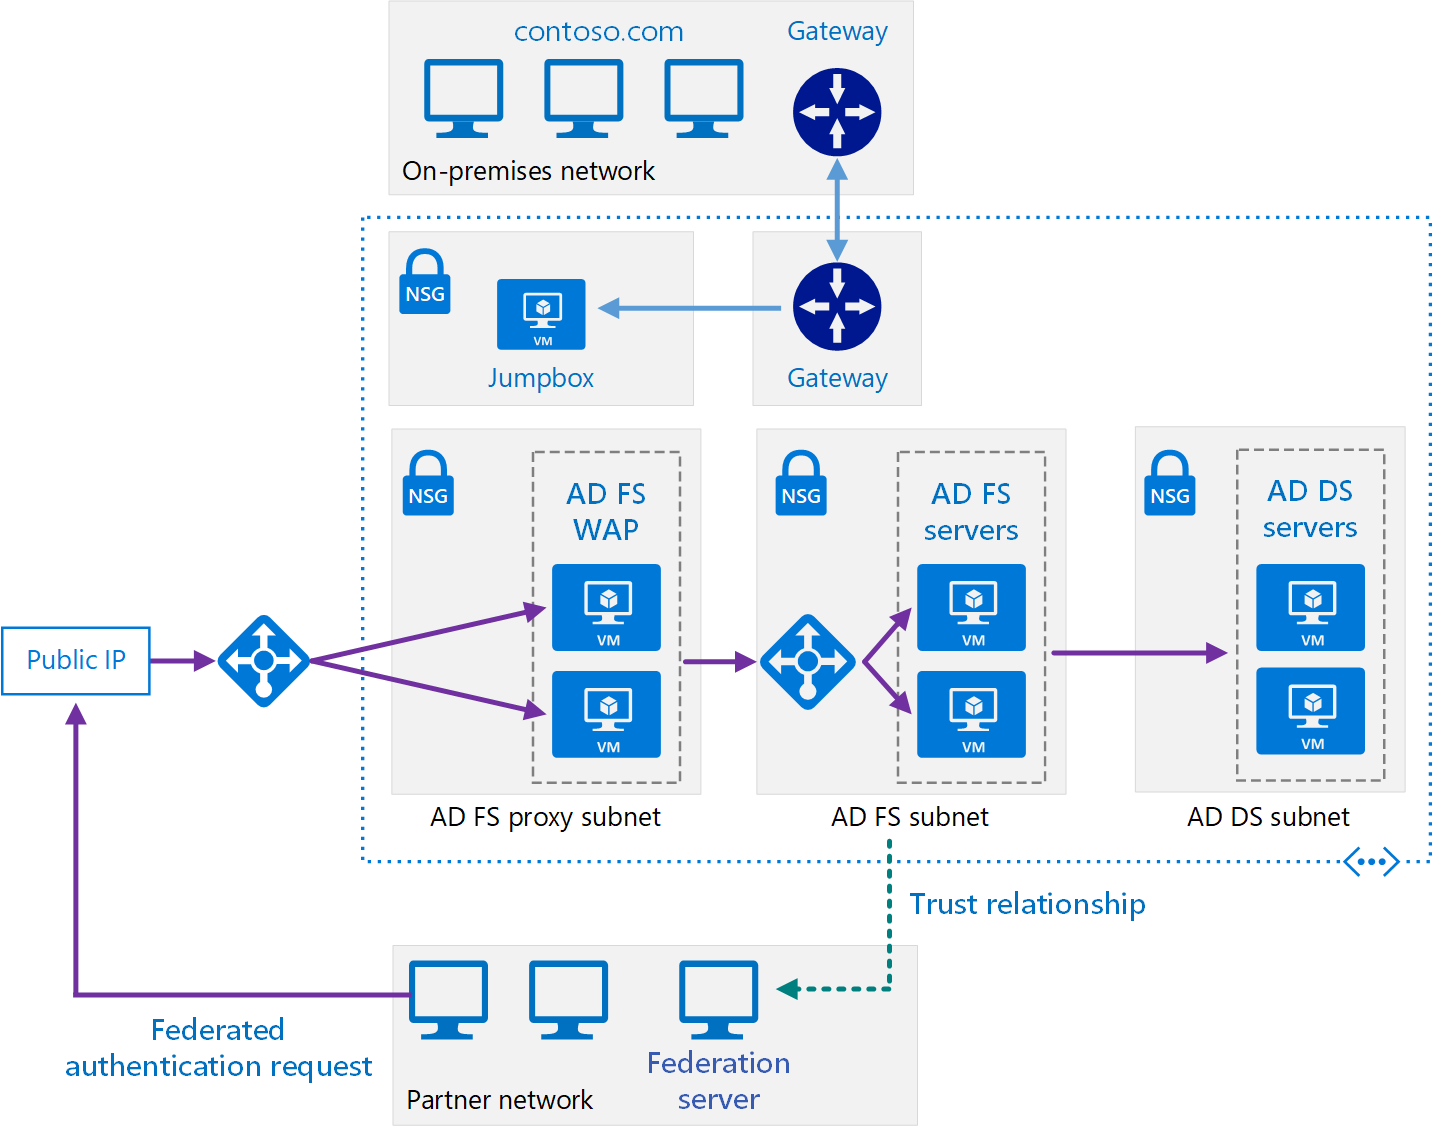 contoso.com
Gateway
On-premises network
NSG
VM
Jumpbox
Gateway
NSG
AD FS
WAP
VM
VM
AD FS proxy subnet
NSG
AD FS
servers
VM
VM
AD FS subnet
NSG
AD DS
servers
VM
VM
AD DS subnet
Public IP
Trust relationship
Federated
authentication request
Federation
server
Partner network